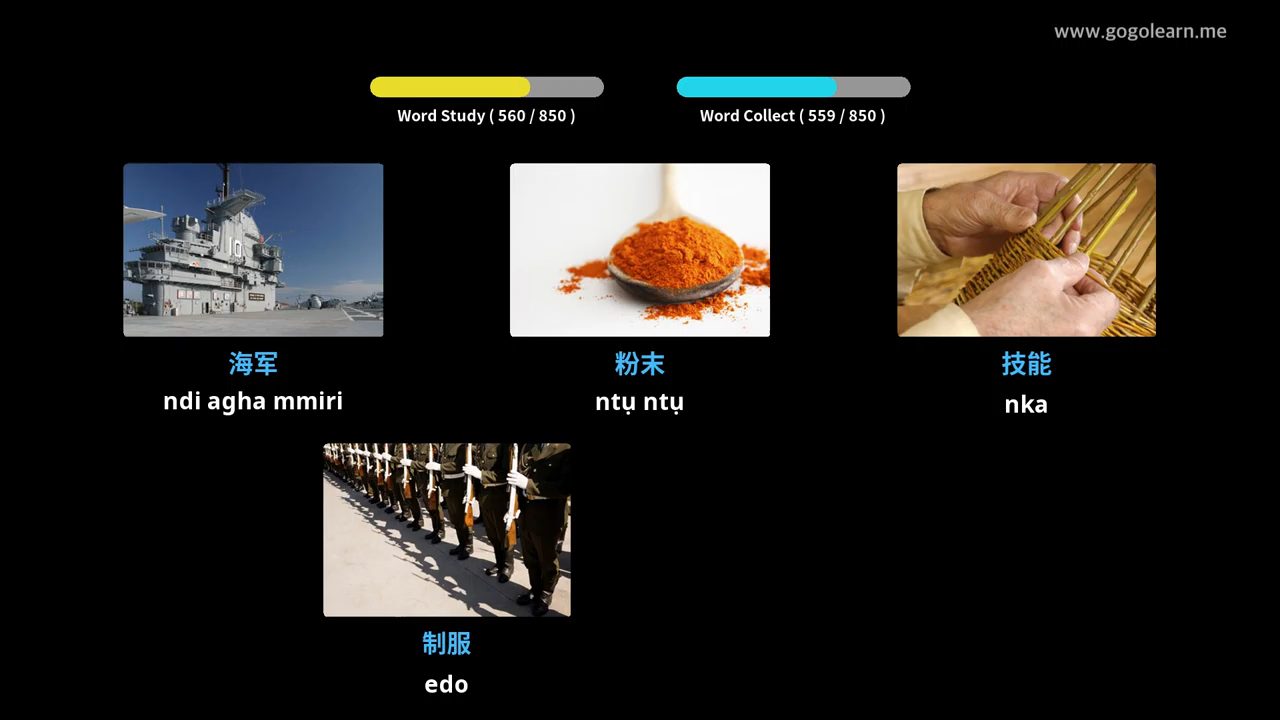 www.gogolearn.me
Word Study ( 560 / 850 )
Word Collect ( 559 / 850 )
海军
ndi agha mmiri
粉末
ntụ ntụ
技能
nka
制服
edo